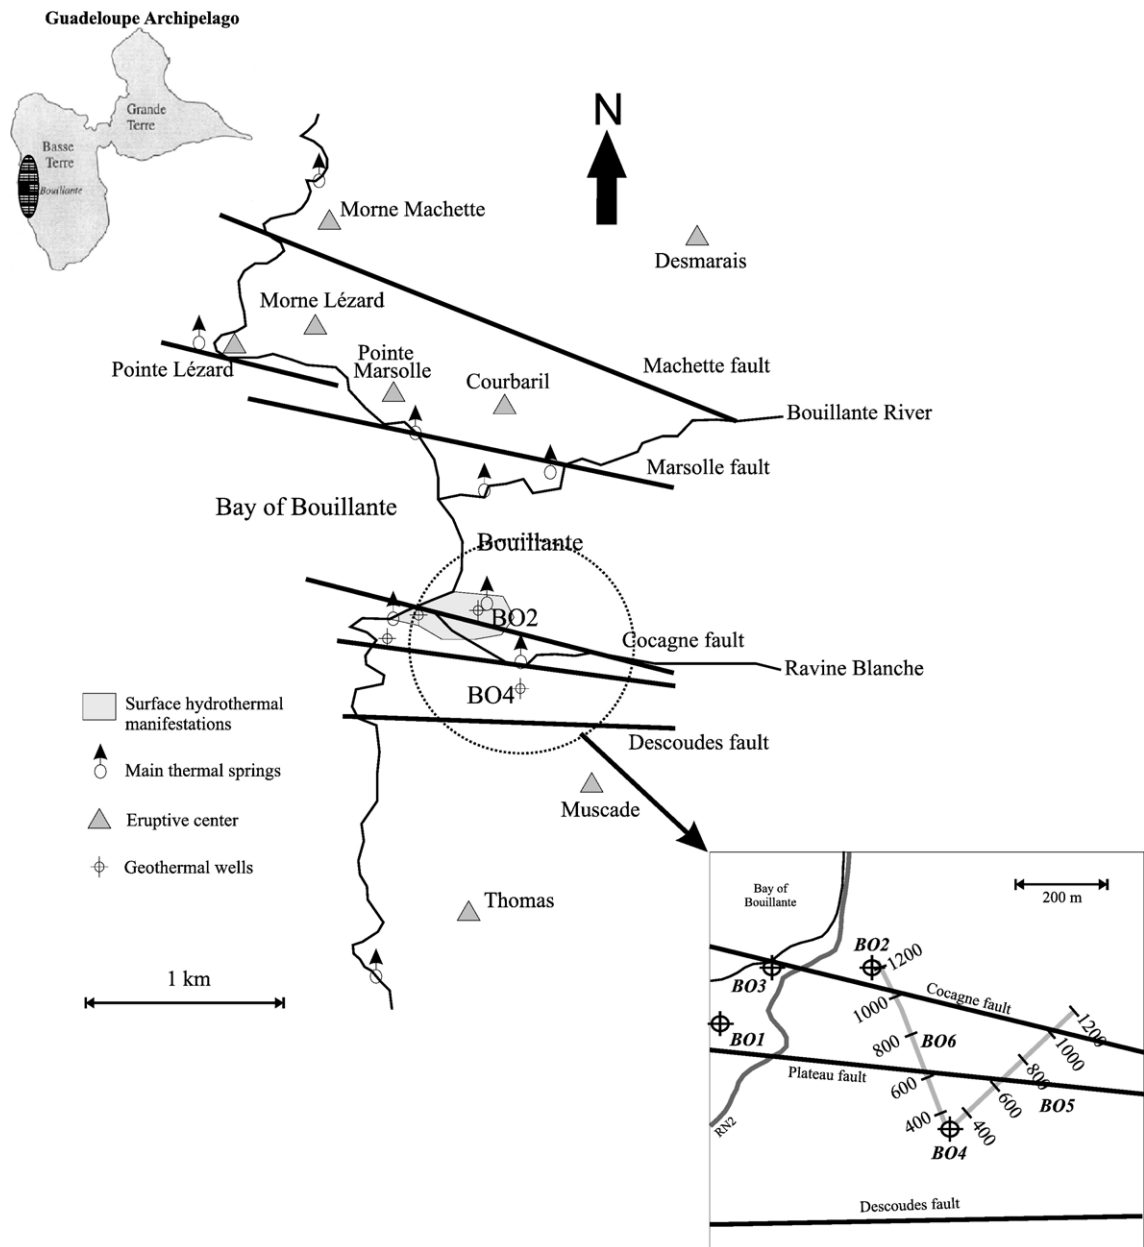 Guadeloupe Archipelago
Grande
Terre
Basse
Terre
Bouillante
N
Morne Machette
Desmarais
Morne Lézard
Pointe Lézard
Pointe
Marsolle
Courbaril
Machette fault
Bouillante River
Marsolle fault
Bay of Bouillante
Bouillante
BO2
Cocagne fault
Ravine Blanche
BO4
Descoudes fault
Surface hydrothermal
manifestations
Main thermal springs
Eruptive center
Geothermal wells
Muscade
Thomas
1 km
Bay of
Bouillante
200 m
BO2
1200
BO3
1000
Cocagne fault
1200
BO1
800
BO6
1000
Plateau fault
600
800
600
BO5
400
400
RN2
BO4
Descoudes fault